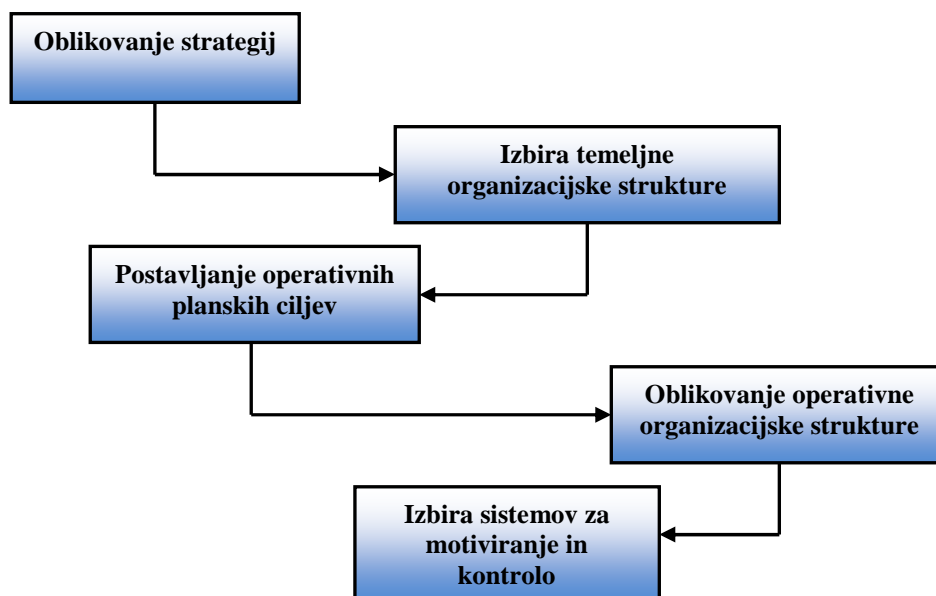 Oblikovanje strategij
Izbira temeljne
organizacijske strukture
Postavljanje operativnih
planskih ciljev
Oblikovanje operativne
organizacijske strukture
Izbira sistemov za
motiviranje in
kontrolo